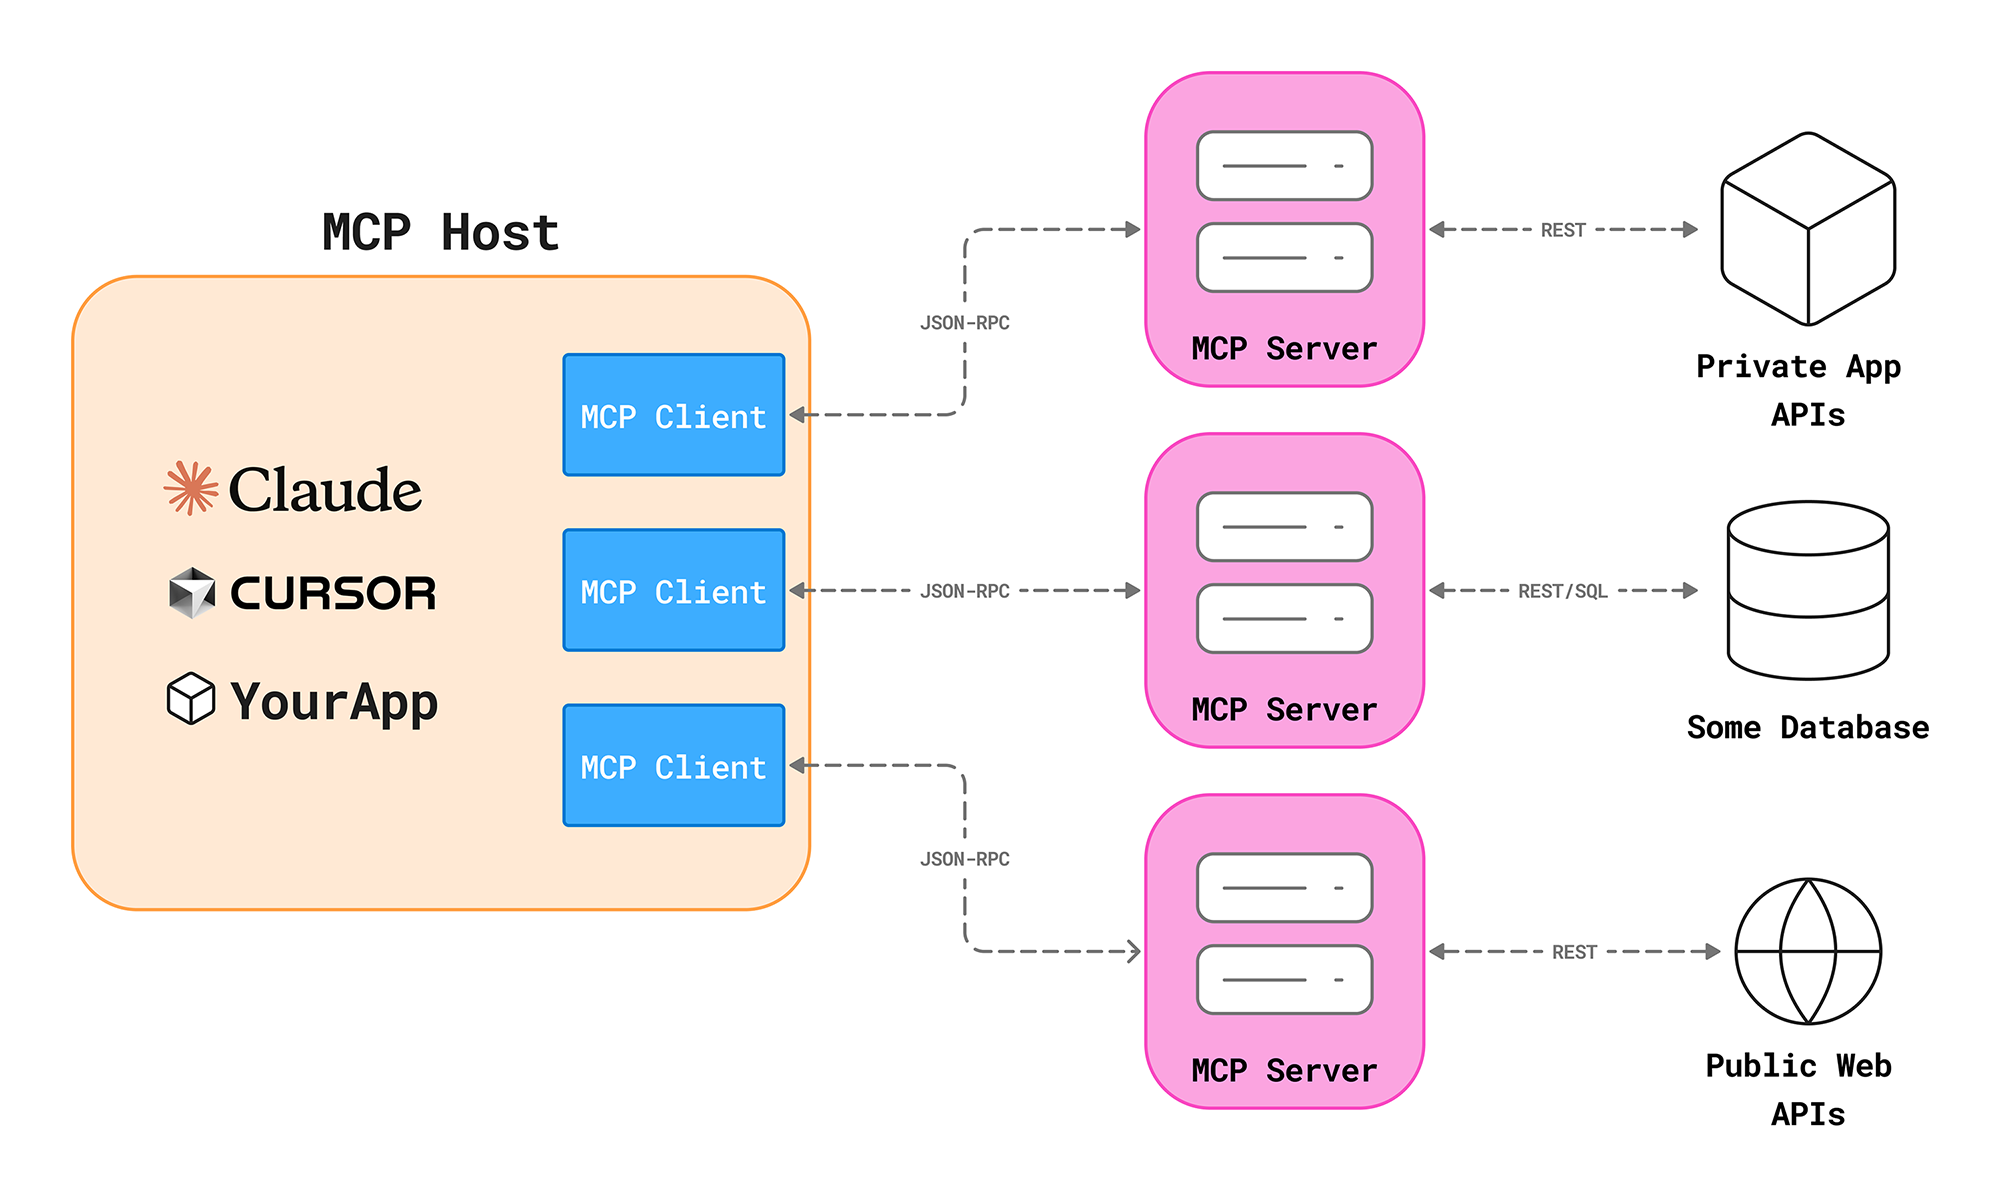 MCP Host
Claude
CURSOR
YourApp
MCP Client
MCP Client
MCP Client
JSON-RPC
JSON-RPC
JSON-RPC
MCP Server
MCP Server
MCP Server
REST
REST/SQL
REST
Private App
APIs
Some Database
Public Web
APIs